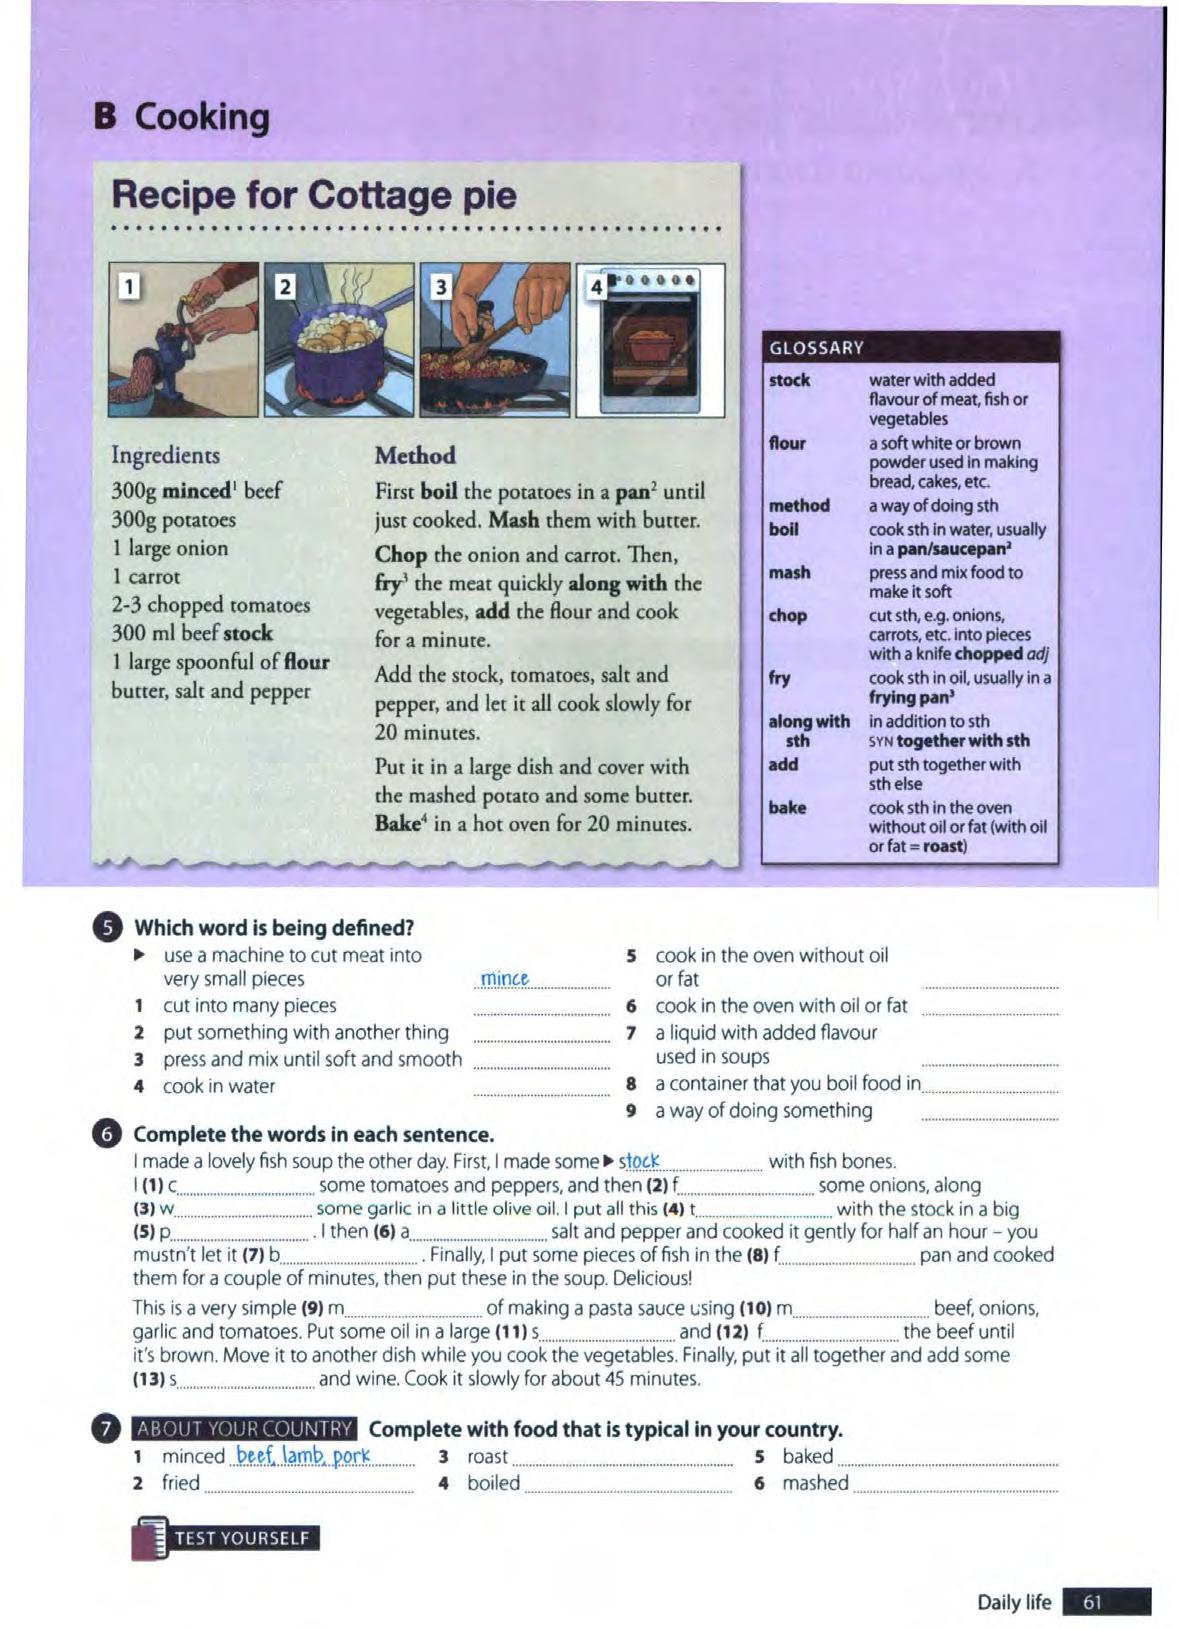 B Cooking
Recipe for Cottage pie
1
2
3
4
Ingredients
300g minced¹ beef
300g potatoes
1 large onion
1 carrot
2-3 chopped tomatoes
300 ml beef stock
1 large spoonful of flour
butter, salt and pepper
Method
First boil the potatoes in a pan² until
just cooked. Mash them with butter.
Chop the onion and carrot. Then,
fry³ the meat quickly along with the
vegetables, add the flour and cook
for a minute.
Add the stock, tomatoes, salt and
pepper, and let it all cook slowly for
20 minutes.
Put it in a large dish and cover with
the mashed potato and some butter.
Bake⁴ in a hot oven for 20 minutes.
GLOSSARY
stock water with added
flavour of meat, fish or
vegetables
flour a soft white or brown
powder used in making
bread, cakes, etc.
method a way of doing sth
boil cook sth in water, usually
in a pan/saucepan²
mash press and mix food to
make it soft
chop cut sth, e.g. onions,
carrots, etc. into pieces
with a knife chopped adj
fry cook sth in oil, usually in a
frying pan³
along with in addition to sth
sth SYN together with sth
add put sth together with
sth else
bake cook sth in the oven
without oil or fat (with oil
or fat = roast)
5 Which word is being defined?
▶ use a machine to cut meat into
very small pieces mince
1 cut into many pieces
2 put something with another thing
3 press and mix until soft and smooth
4 cook in water
5 cook in the oven without oil
or fat
6 cook in the oven with oil or fat
7 a liquid with added flavour
used in soups
8 a container that you boil food in
9 a way of doing something
6 Complete the words in each sentence.
I made a lovely fish soup the other day. First, I made some ▶ stock with fish bones.
I (1) c some tomatoes and peppers, and then (2) f some onions, along
(3) w some garlic in a little olive oil. I put all this (4) t with the stock in a big
(5) p . I then (6) a salt and pepper and cooked it gently for half an hour – you
mustn't let it (7) b . Finally, I put some pieces of fish in the (8) f pan and cooked
them for a couple of minutes, then put these in the soup. Delicious!
This is a very simple (9) m of making a pasta sauce using (10) m beef, onions,
garlic and tomatoes. Put some oil in a large (11) s and (12) f the beef until
it's brown. Move it to another dish while you cook the vegetables. Finally, put it all together and add some
(13) s and wine. Cook it slowly for about 45 minutes.
7 ABOUT YOUR COUNTRY Complete with food that is typical in your country.
1 minced beef, lamb, pork 3 roast 5 baked
2 fried 4 boiled 6 mashed
TEST YOURSELF
Daily life 61